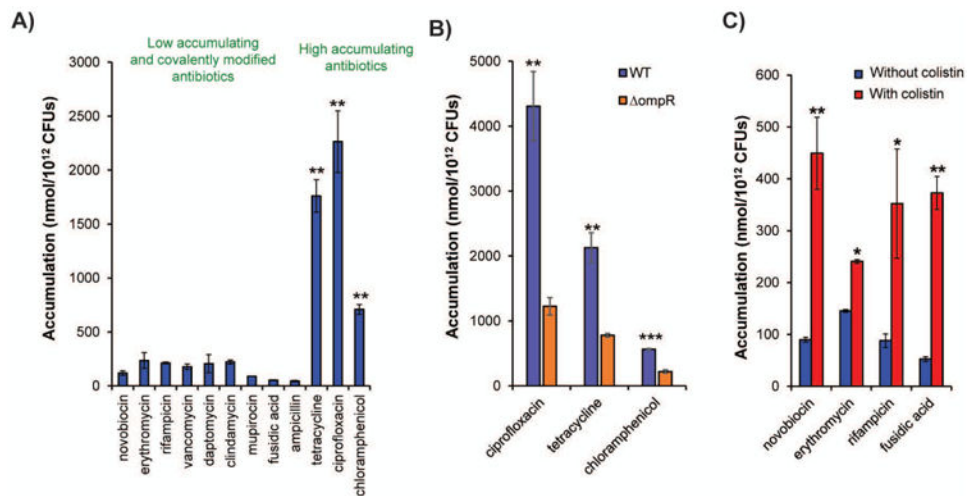 A)
Low accumulating
and covalently modified
antibiotics
High accumulating
antibiotics
Accumulation (nmol/10¹² CFUs)
3000
2500
2000
1500
1000
500
0
**
**
**
novobiocin
erythromycin
rifampicin
vancomycin
daptomycin
clindamycin
mupirocin
fusidic acid
ampicillin
tetracycline
ciprofloxacin
chloramphenicol
B)
Accumulation (nmol/10¹² CFUs)
5000
4000
3000
2000
1000
0
WT
ΔompR
**
**
***
ciprofloxacin
tetracycline
chloramphenicol
C)
Accumulation (nmol/10¹² CFUs)
600
500
400
300
200
100
0
Without colistin
With colistin
**
*
*
**
novobiocin
erythromycin
rifampicin
fusidic acid